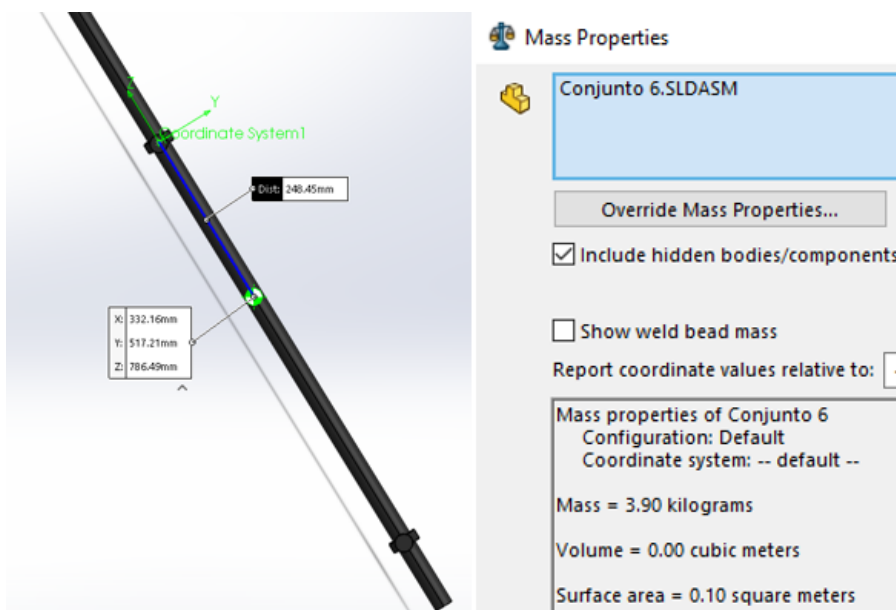 Z
Y
Coordinate System1
Dist: 248.45mm
X: 332.16mm
Y: 517.21mm
Z: 786.49mm
Mass Properties
Conjunto 6.SLDASM
Override Mass Properties...
Include hidden bodies/components
Show weld bead mass
Report coordinate values relative to:
Mass properties of Conjunto 6
Configuration: Default
Coordinate system: -- default --
Mass = 3.90 kilograms
Volume = 0.00 cubic meters
Surface area = 0.10 square meters